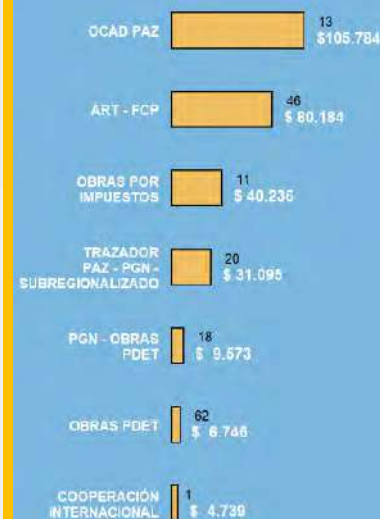 OCAD PAZ
13
$105.784
ART - FCP
46
$ 80.184
OBRAS POR
IMPUESTOS
11
$ 40.236
TRAZADOR
PAZ - PGN -
SUBREGIONALIZADO
20
$ 31.095
PGN - OBRAS
PDET
18
$ 9.573
OBRAS PDET
62
$ 6.746
COOPERACIÓN
INTERNACIONAL
1
$ 4.739